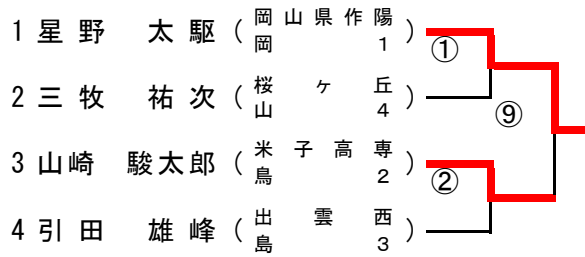 1 星野 太駆 (岡山県作陽 岡 1) ①
2 三牧 祐次 (桜ヶ丘 山 4)
⑨
3 山崎 駿太郎 (米子高専 鳥 2) ②
4 引田 雄峰 (出雲西 島 3)